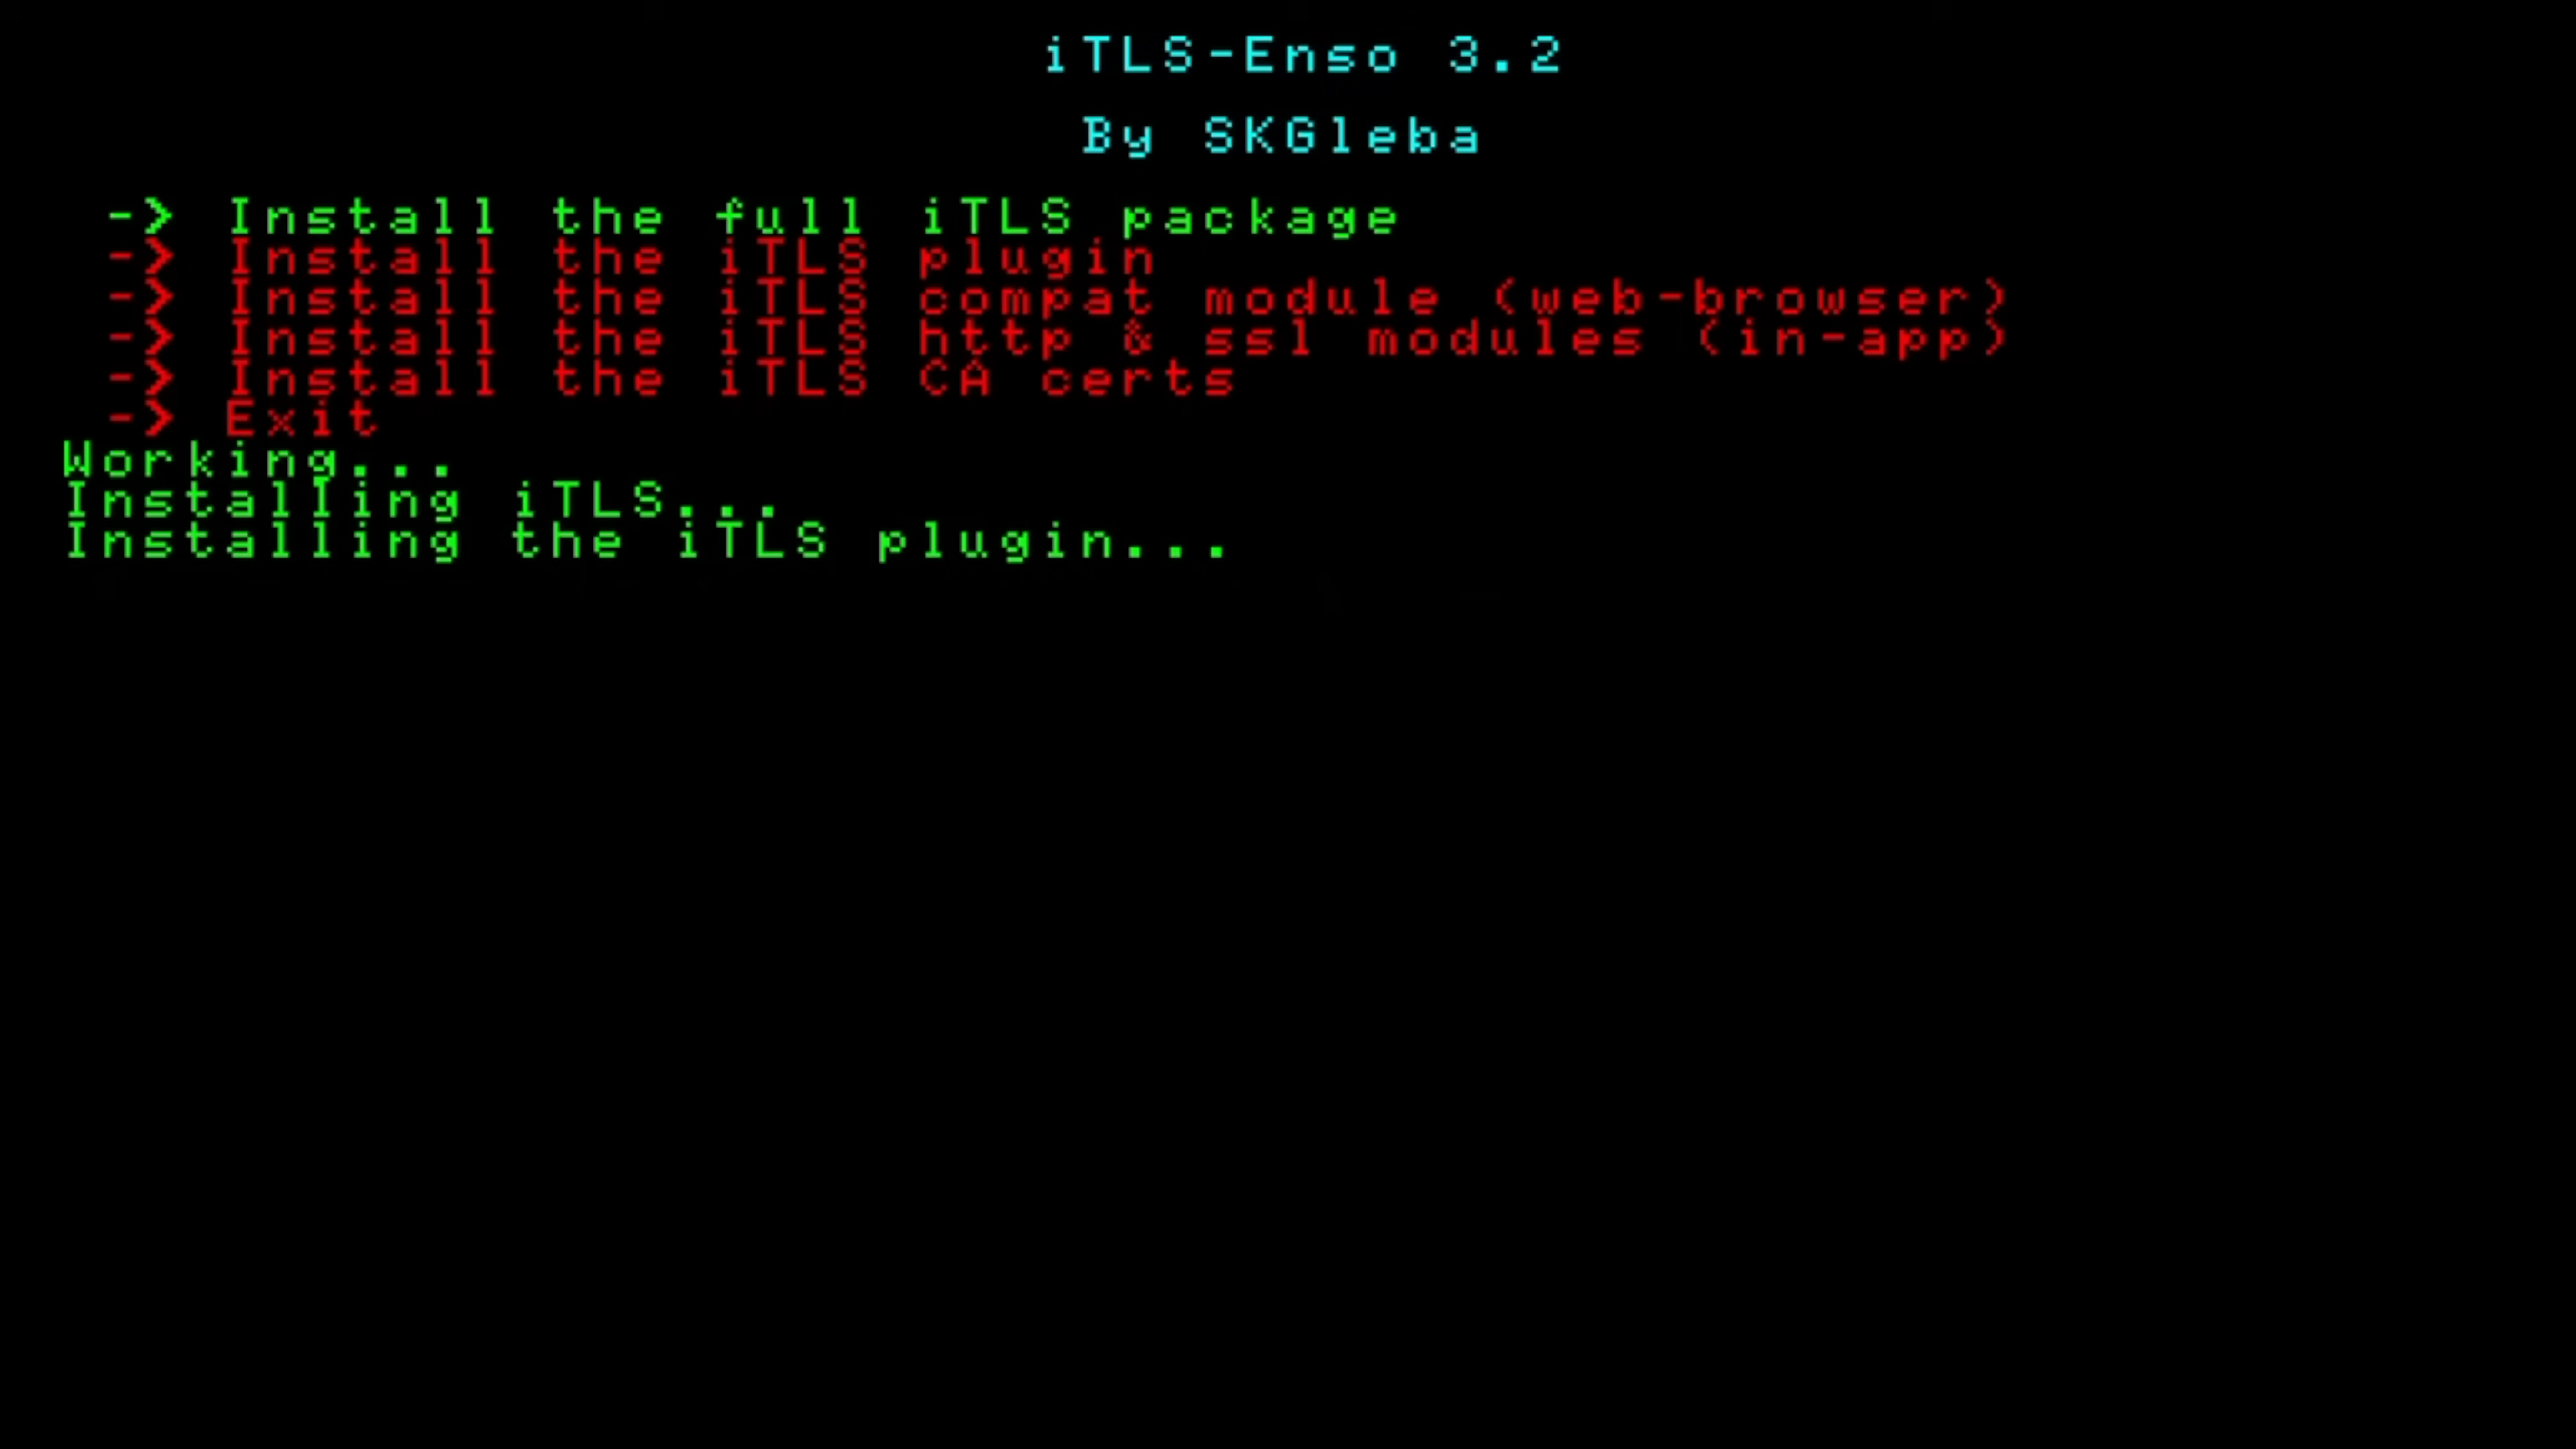 iTLS-Enso 3.2
By SKGleba
-> Install the full iTLS package
-> Install the iTLS plugin
-> Install the iTLS compat module (web-browser)
-> Install the iTLS http & ssl modules (in-app)
-> Install the iTLS CA certs
-> Exit
Working...
Installing iTLS...
Installing the iTLS plugin...